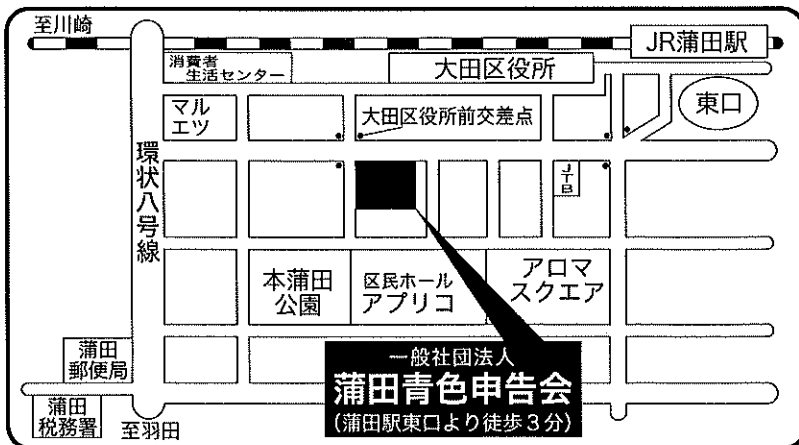 至川崎
JR蒲田駅
消費者
生活センター
大田区役所
東口
マル
エツ
大田区役所前交差点
環状八号線
JTB
本蒲田
公園
区民ホール
アプリコ
アロマ
スクエア
蒲田
郵便局
一般社団法人
蒲田青色申告会
(蒲田駅東口より徒歩3分)
蒲田
税務署
至羽田